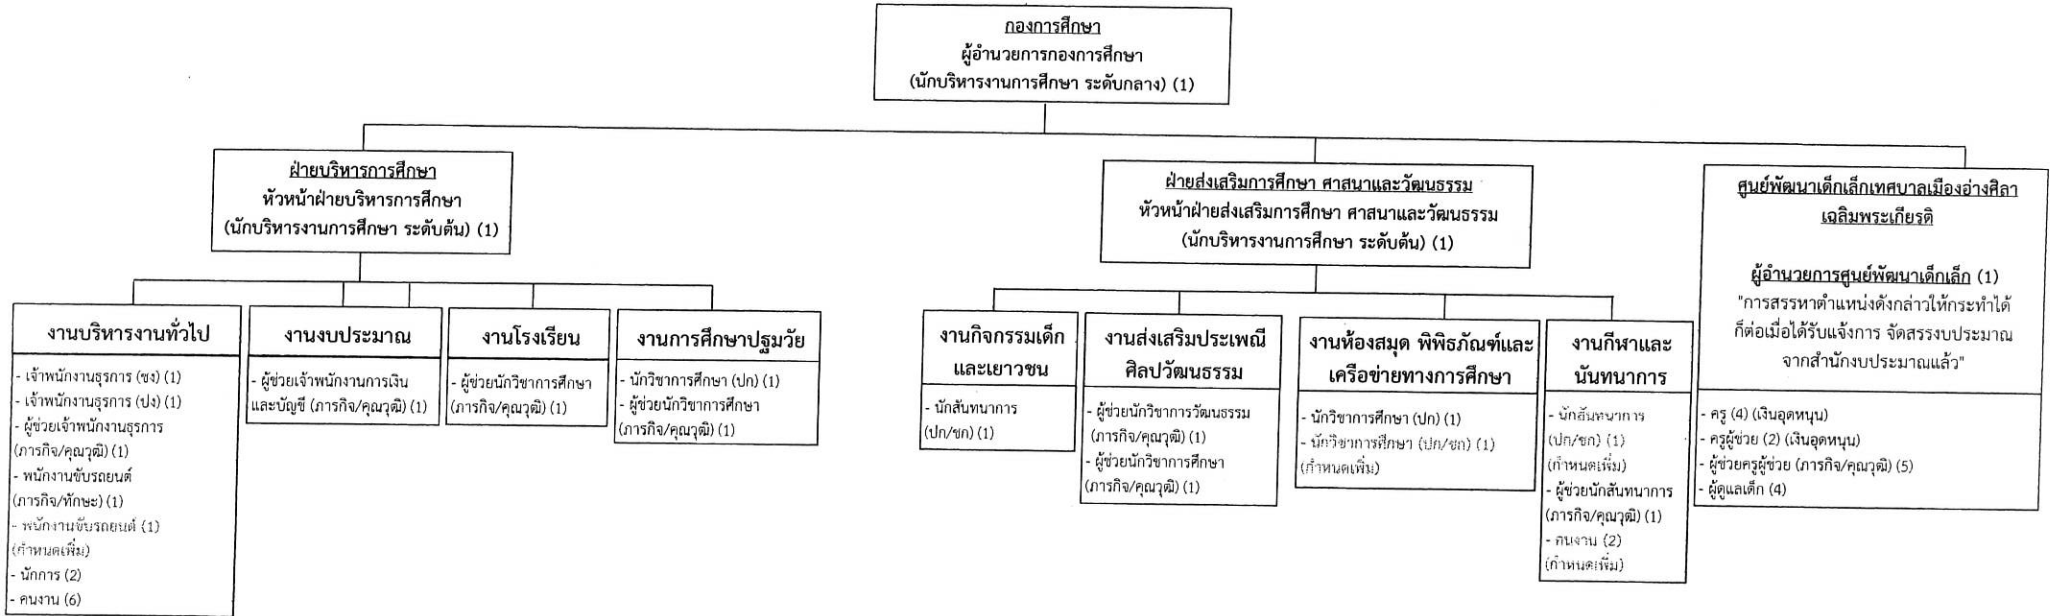 กองการศึกษา
ผู้อำนวยการกองการศึกษา
(นักบริหารงานการศึกษา ระดับกลาง) (1)
ฝ่ายบริหารการศึกษา
หัวหน้าฝ่ายบริหารการศึกษา
(นักบริหารงานการศึกษา ระดับต้น) (1)
ฝ่ายส่งเสริมการศึกษา ศาสนาและวัฒนธรรม
หัวหน้าฝ่ายส่งเสริมการศึกษา ศาสนาและวัฒนธรรม
(นักบริหารงานการศึกษา ระดับต้น) (1)
ศูนย์พัฒนาเด็กเล็กเทศบาลเมืองอ่างศิลา
เฉลิมพระเกียรติ
ผู้อำนวยการศูนย์พัฒนาเด็กเล็ก (1)
"การสรรหาตำแหน่งดังกล่าวให้กระทำได้
ก็ต่อเมื่อได้รับแจ้งการ จัดสรรงบประมาณ
จากสำนักงบประมาณแล้ว"
งานบริหารงานทั่วไป
- เจ้าพนักงานธุรการ (ชง) (1)
- เจ้าพนักงานธุรการ (ปง) (1)
- ผู้ช่วยเจ้าพนักงานธุรการ
(ภารกิจ/คุณวุฒิ) (1)
- พนักงานขับรถยนต์
(ภารกิจ/ทักษะ) (1)
- พนักงานขับรถยนต์ (1)
(กำหนดเพิ่ม)
- นักการ (2)
- คนงาน (6)
งานงบประมาณ
- ผู้ช่วยเจ้าพนักงานการเงิน
และบัญชี (ภารกิจ/คุณวุฒิ) (1)
งานโรงเรียน
- ผู้ช่วยนักวิชาการศึกษา
(ภารกิจ/คุณวุฒิ) (1)
งานการศึกษาปฐมวัย
- นักวิชาการศึกษา (ปก) (1)
- ผู้ช่วยนักวิชาการศึกษา
(ภารกิจ/คุณวุฒิ) (1)
งานกิจกรรมเด็ก
และเยาวชน
- นักสันทนาการ
(ปก/ชก) (1)
งานส่งเสริมประเพณี
ศิลปวัฒนธรรม
- ผู้ช่วยนักวิชาการวัฒนธรรม
(ภารกิจ/คุณวุฒิ) (1)
- ผู้ช่วยนักวิชาการศึกษา
(ภารกิจ/คุณวุฒิ) (1)
งานห้องสมุด พิพิธภัณฑ์และ
เครือข่ายทางการศึกษา
- นักวิชาการศึกษา (ปก) (1)
- นักวิชาการศึกษา (ปก/ชก) (1)
(กำหนดเพิ่ม)
งานกีฬาและ
นันทนาการ
- นักสันทนาการ
(ปก/ชก) (1)
(กำหนดเพิ่ม)
- ผู้ช่วยนักสันทนาการ
(ภารกิจ/คุณวุฒิ) (1)
- คนงาน (2)
(กำหนดเพิ่ม)
- ครู (4) (เงินอุดหนุน)
- ครูผู้ช่วย (2) (เงินอุดหนุน)
- ผู้ช่วยครูผู้ช่วย (ภารกิจ/คุณวุฒิ) (5)
- ผู้ดูแลเด็ก (4)